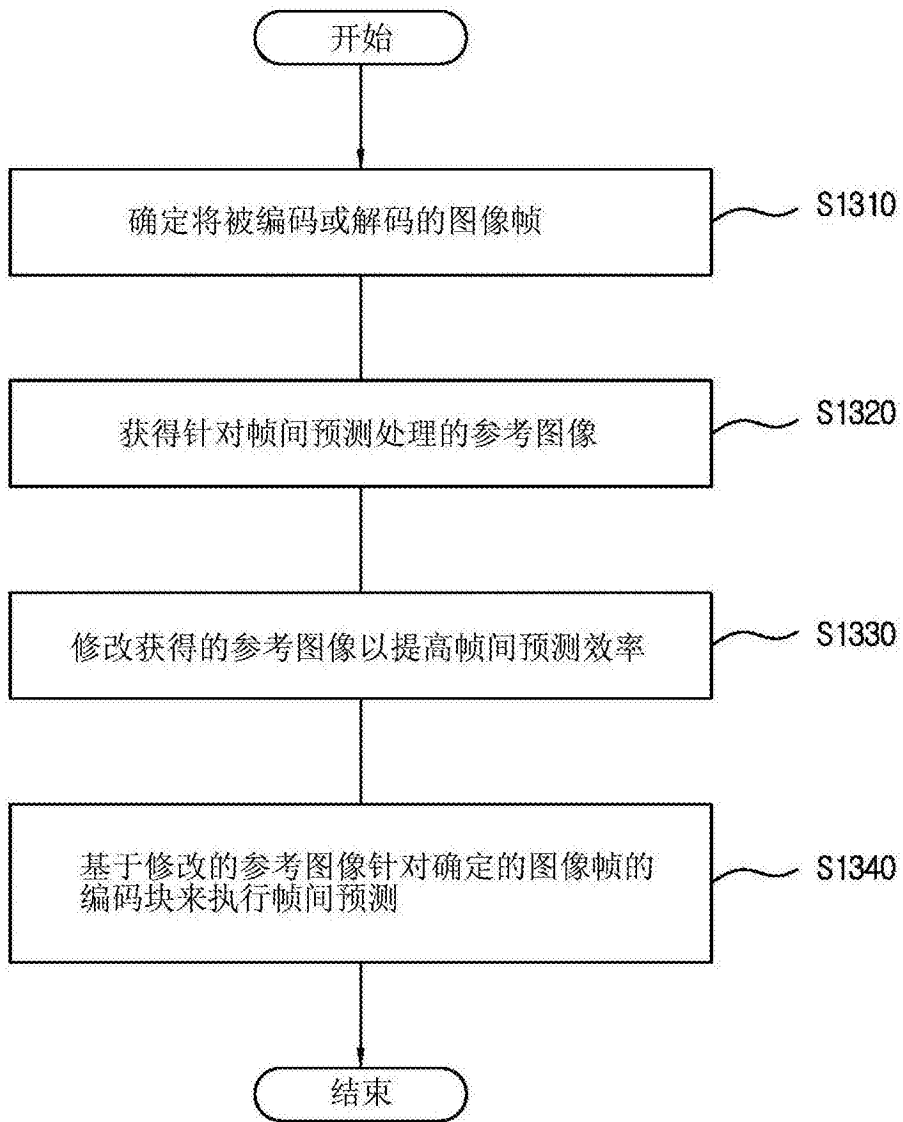 开始
确定将被编码或解码的图像帧
S1310
获得针对帧间预测处理的参考图像
S1320
修改获得的参考图像以提高帧间预测效率
S1330
基于修改的参考图像针对确定的图像帧的
编码块来执行帧间预测
S1340
结束